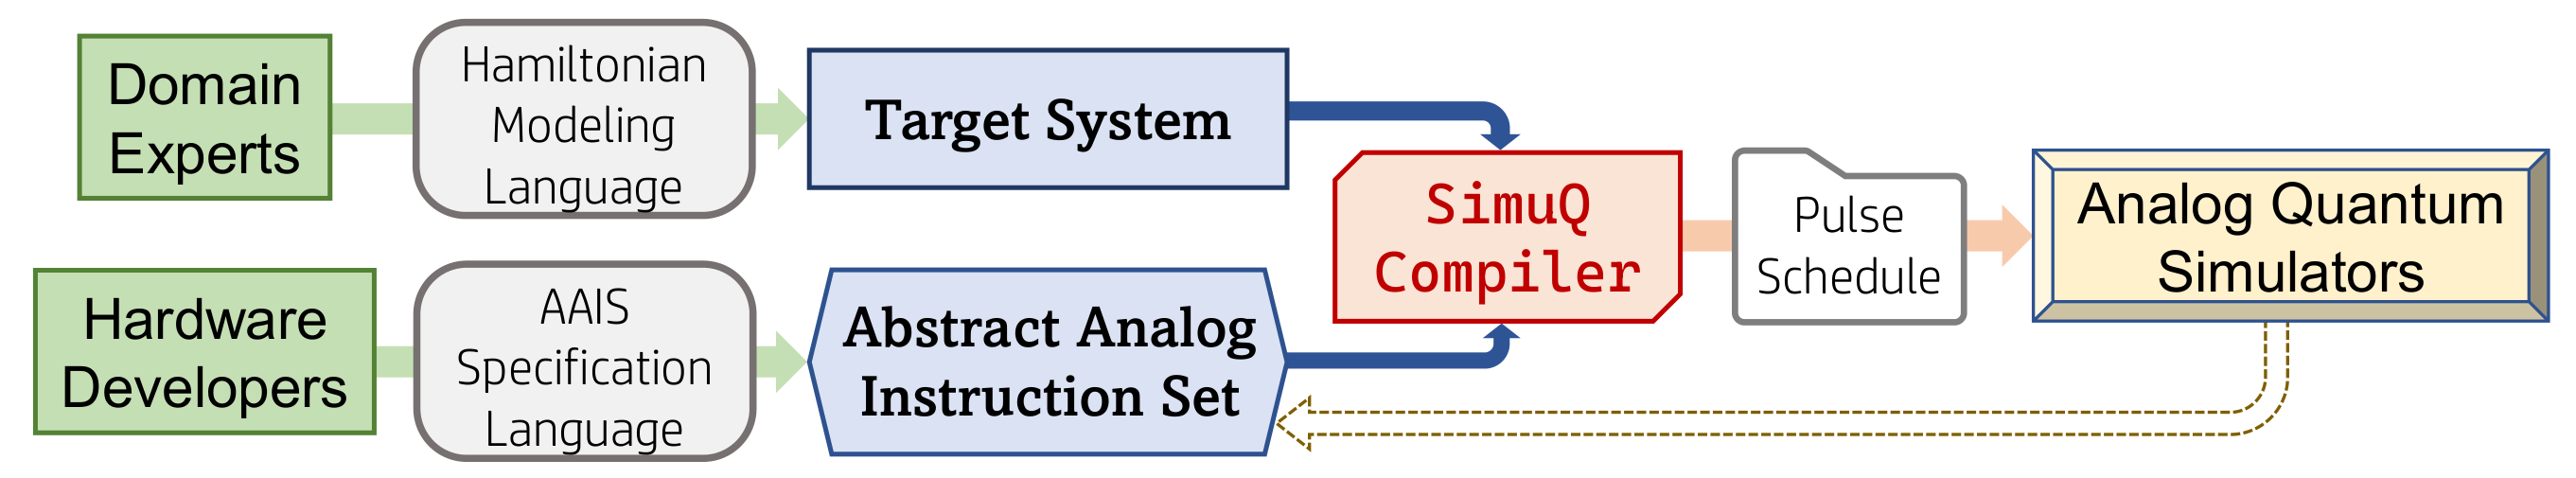 Domain
Experts
Hamiltonian
Modeling
Language
Target System
Hardware
Developers
AAIS
Specification
Language
Abstract Analog
Instruction Set
SimuQ
Compiler
Pulse
Schedule
Analog Quantum
Simulators